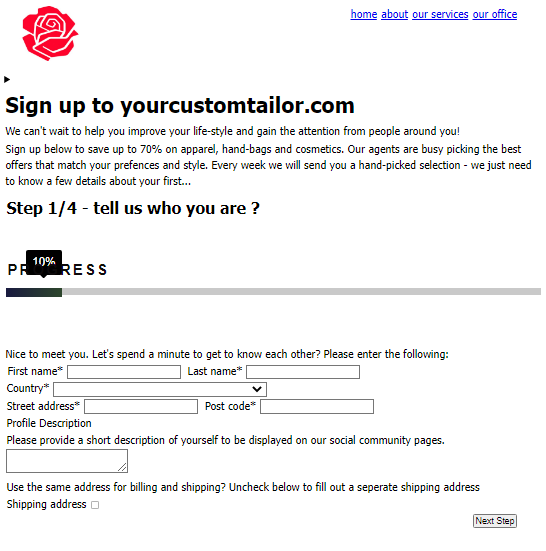 home about our services our office
Sign up to yourcustomtailor.com
We can't wait to help you improve your life-style and gain the attention from people around you!
Sign up below to save up to 70% on apparel, hand-bags and cosmetics. Our agents are busy picking the best
offers that match your prefences and style. Every week we will send you a hand-picked selection - we just need
to know a few details about your first...
Step 1/4 - tell us who you are ?
10%
PROGRESS
Nice to meet you. Let's spend a minute to get to know each other? Please enter the following:
First name* Last name*
Country*
Street address* Post code*
Profile Description
Please provide a short description of yourself to be displayed on our social community pages.
Use the same address for billing and shipping? Uncheck below to fill out a seperate shipping address
Shipping address
Next Step